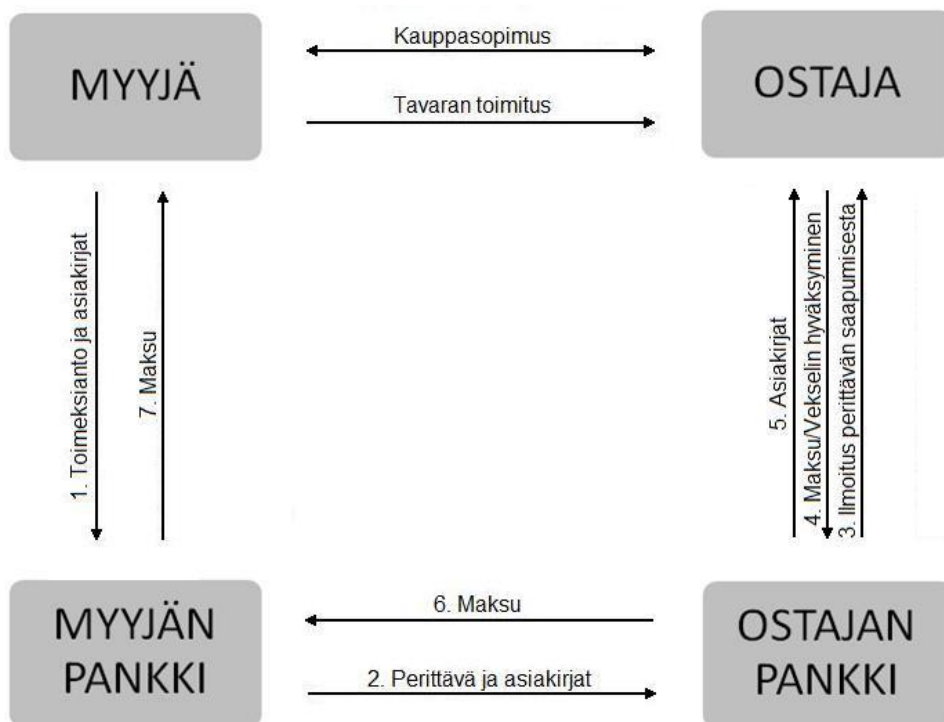 MYYJÄ
Kauppasopimus
OSTAJA
Tavaran toimitus
1. Toimeksianto ja asiakirjat
7. Maksu
5. Asiakirjat
4. Maksu/Vekselin hyväksyminen
3. Ilmoitus perittävän saapumisesta
MYYJÄN
PANKKI
6. Maksu
2. Perittävä ja asiakirjat
OSTAJAN
PANKKI